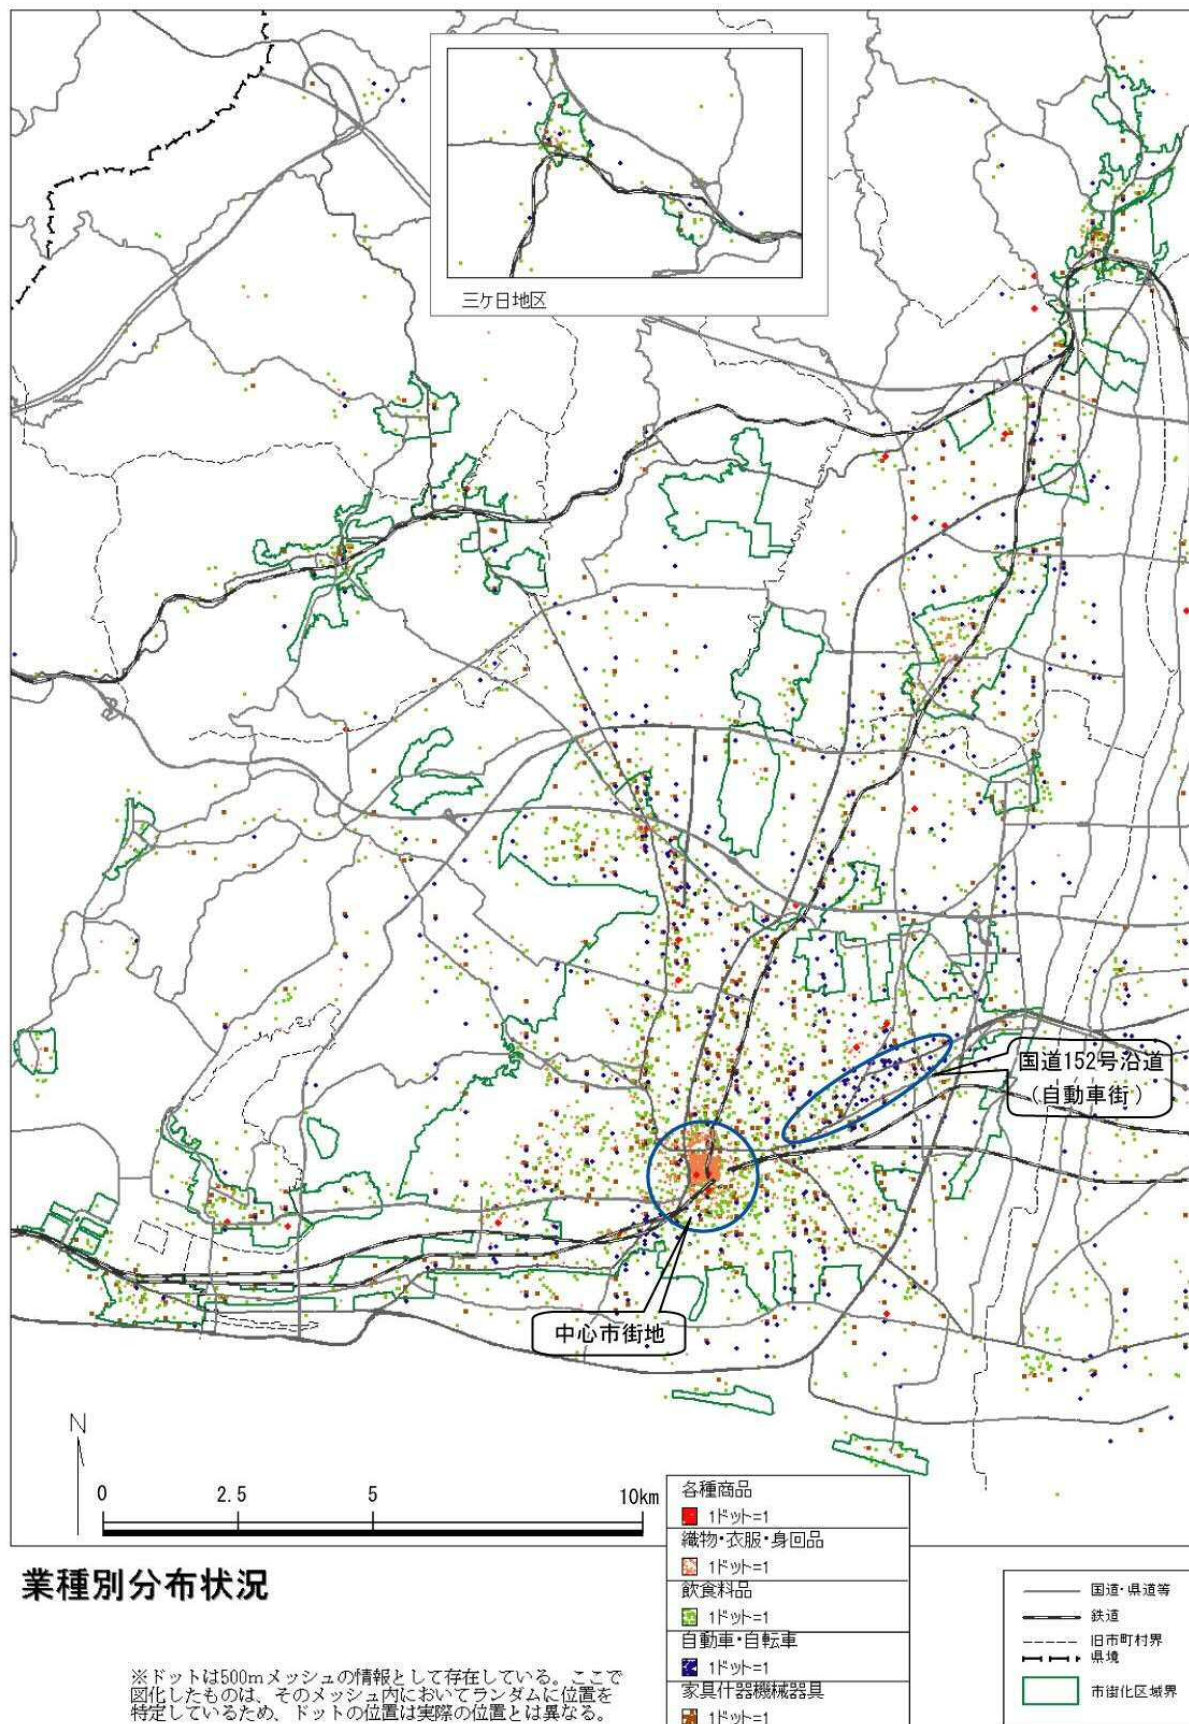 三ケ日地区
国道152号沿道
（自動車街）
中心市街地
N
0 2.5 5 10km
業種別分布状況
※ドットは500mメッシュの情報として存在している。ここで
図化したものは、そのメッシュ内においてランダムに位置を
特定しているため、ドットの位置は実際の位置とは異なる。
各種商品
1ドット=1
織物・衣服・身回品
1ドット=1
飲食料品
1ドット=1
自動車・自転車
1ドット=1
家具什器機械器具
1ドット=1
国道・県道等
鉄道
旧市町村界
県境
市街化区域界